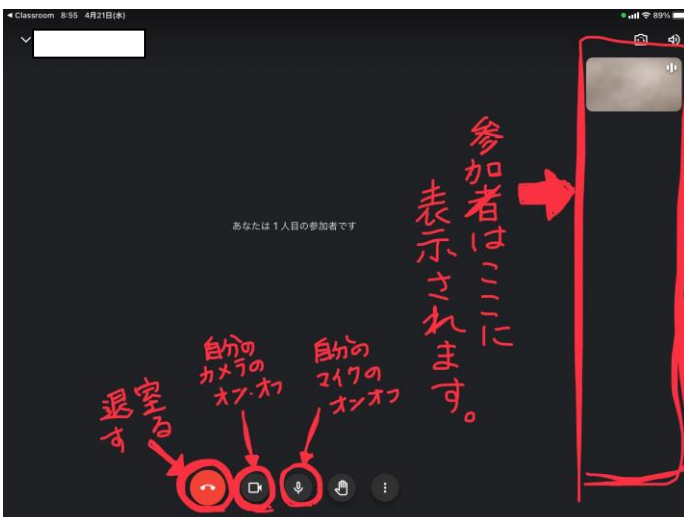 ◀ Classroom 8:55 4月21日(水)
89%
あなたは1人目の参加者です
参加者はここに
表示されます。
自分の
カメラの
オン・オフ
自分の
マイクの
オンオフ
退室
する